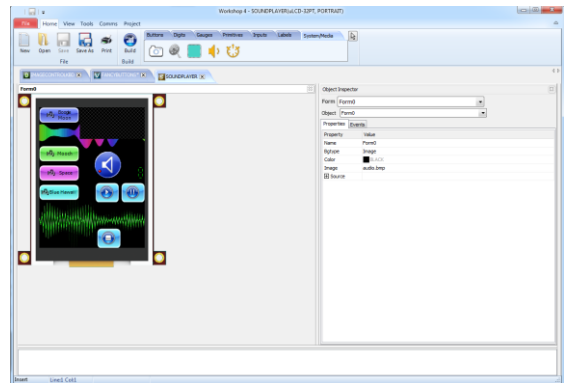 Workshop 4 - SOUNDPLAYER(uLCD-32PT, PORTRAIT)
File Home View Tools Comms Project
Buttons Digits Gauges Primitives Inputs Labels System/Media
New Open Save Save As Print Build
File Build
SOUNDPLAYER
Form0
Object Inspector
Form Form0
Object Form0
Properties Events
Property Value
Name Form0
Bgtype Image
Color BLACK
Image audio.bmp
Source
Insert Line1 Col1